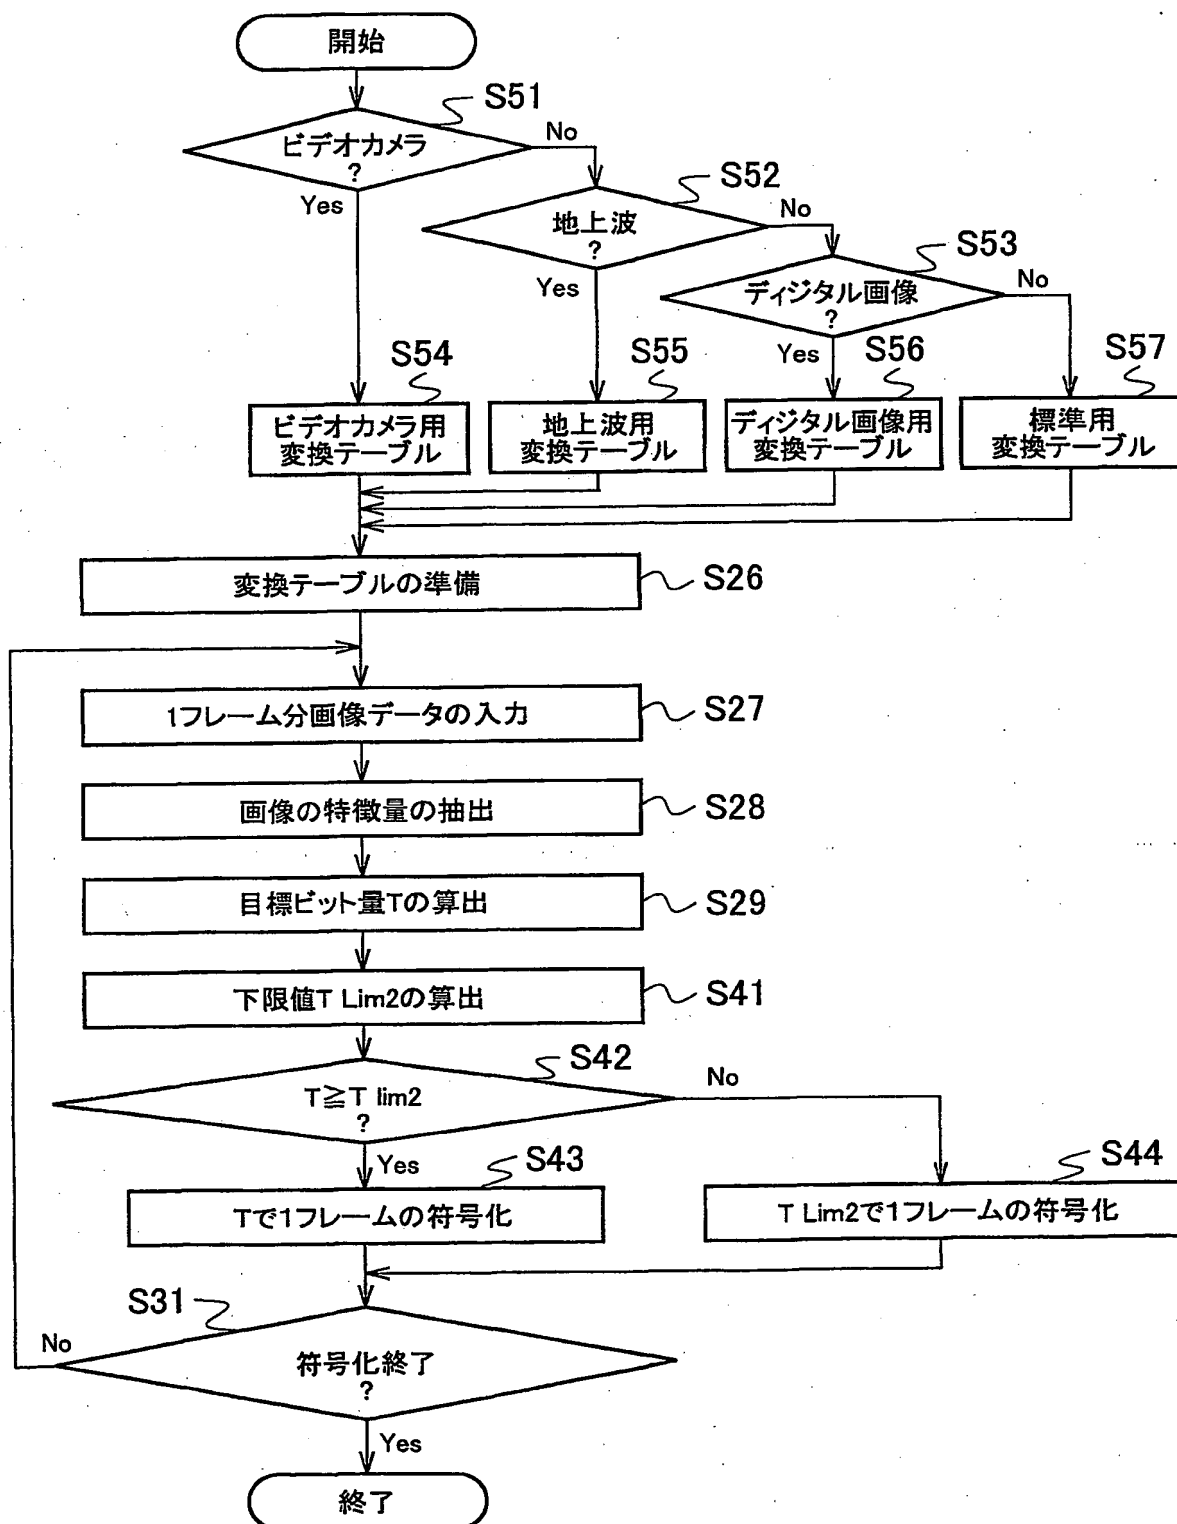 開始
S51
ビデオカメラ
?
No
Yes
S52
地上波
?
No
Yes
S53
ディジタル画像
?
No
Yes
S54
ビデオカメラ用
変換テーブル
S55
地上波用
変換テーブル
S56
ディジタル画像用
変換テーブル
S57
標準用
変換テーブル
変換テーブルの準備
S26
1フレーム分画像データの入力
S27
画像の特徴量の抽出
S28
目標ビット量Tの算出
S29
下限値T Lim2の算出
S41
S42
T≧T lim2
?
No
Yes
S43
Tで1フレームの符号化
S44
T Lim2で1フレームの符号化
S31
No
符号化終了
?
Yes
終了